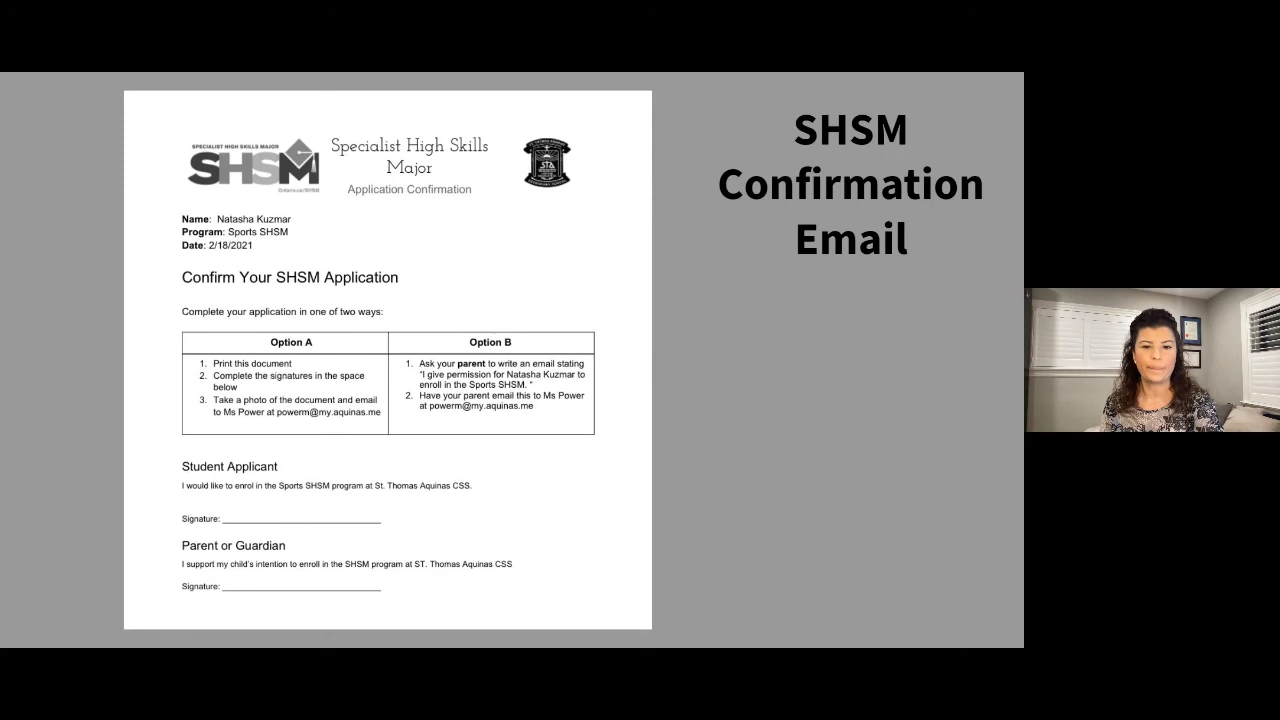 SPECIALIST HIGH SKILLS MAJOR
SHSM
Ontario.ca/SHSM
Specialist High Skills
Major
Application Confirmation
STA
Name: Natasha Kuzmar
Program: Sports SHSM
Date: 2/18/2021
Confirm Your SHSM Application
Complete your application in one of two ways:
Option A
1. Print this document
2. Complete the signatures in the space
below
3. Take a photo of the document and email
to Ms Power at powerm@my.aquinas.me
Option B
1. Ask your parent to write an email stating
"I give permission for Natasha Kuzmar to
enroll in the Sports SHSM. "
2. Have your parent email this to Ms Power
at powerm@my.aquinas.me
Student Applicant
I would like to enrol in the Sports SHSM program at St. Thomas Aquinas CSS.
Signature: ________________________________
Parent or Guardian
I support my child's intention to enroll in the SHSM program at ST. Thomas Aquinas CSS
Signature: ________________________________
SHSM
Confirmation
Email